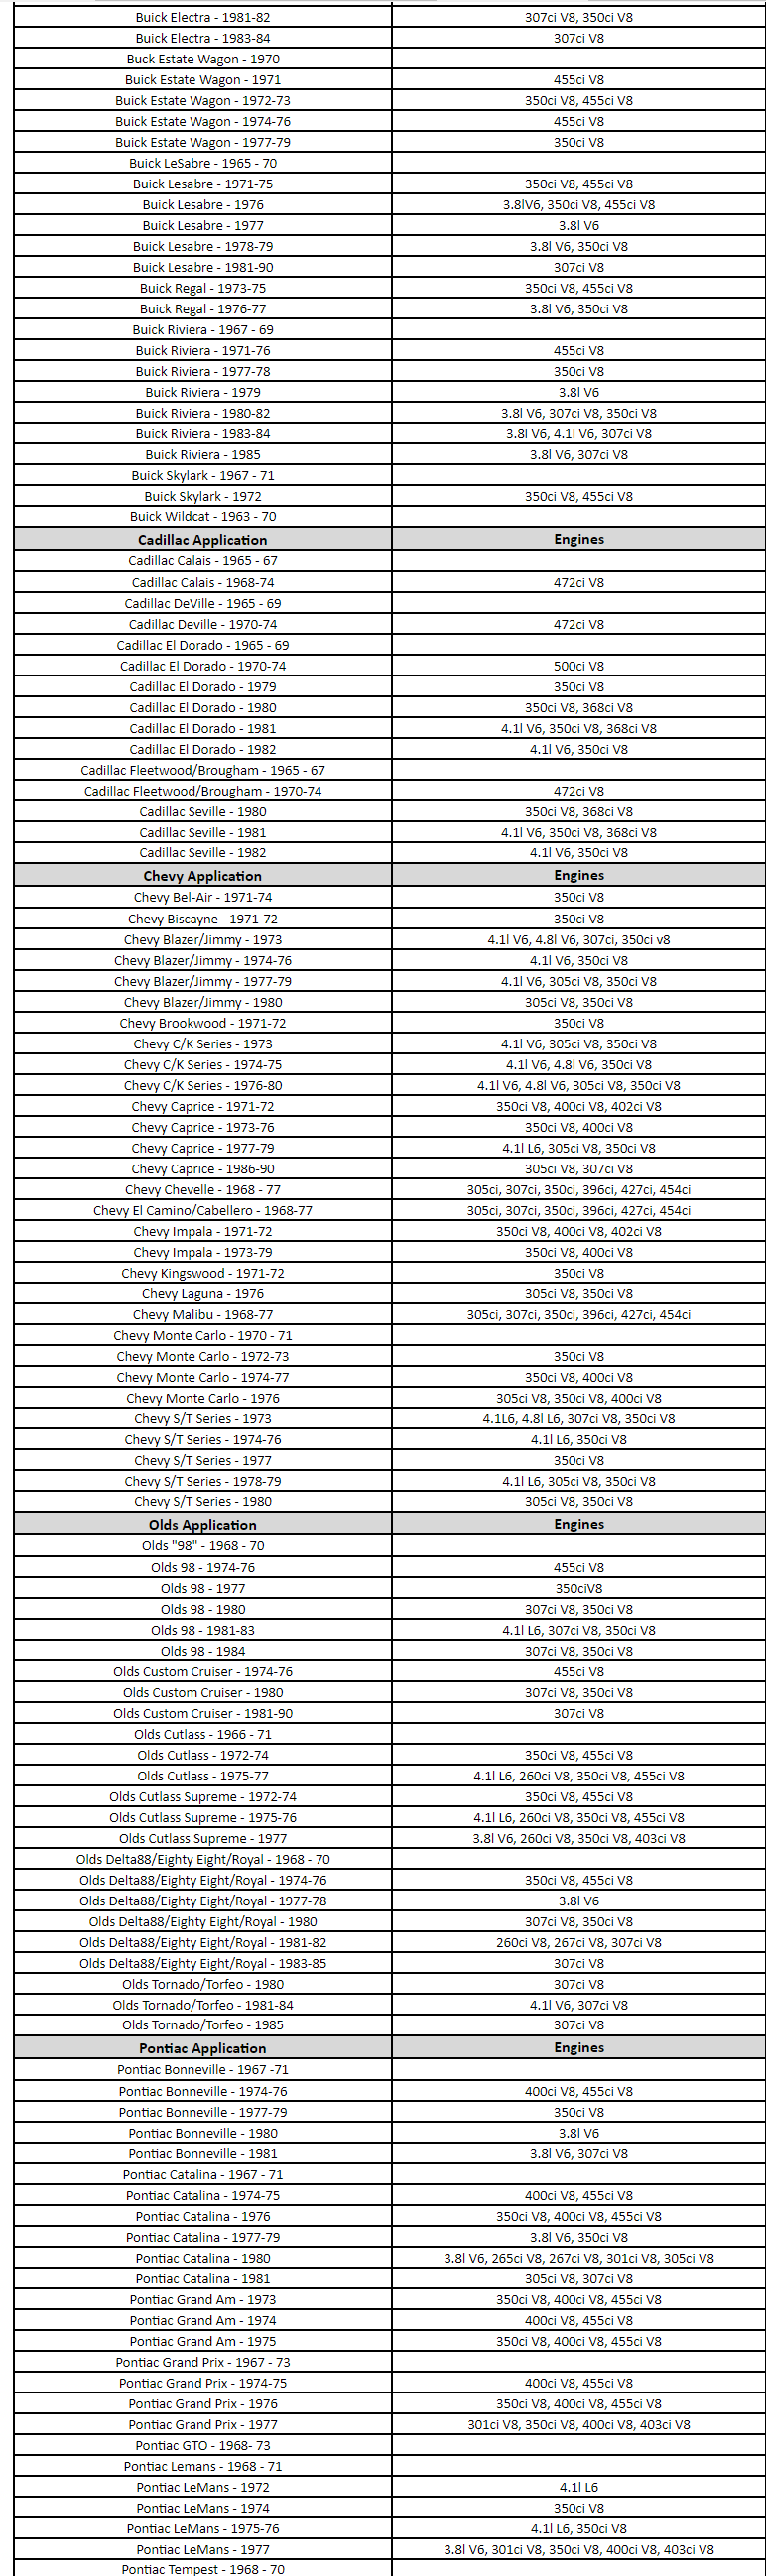 Buick Electra - 1981-82 307ci V8, 350ci V8
Buick Electra - 1983-84 307ci V8
Buck Estate Wagon - 1970
Buick Estate Wagon - 1971 455ci V8
Buick Estate Wagon - 1972-73 350ci V8, 455ci V8
Buick Estate Wagon - 1974-76 455ci V8
Buick Estate Wagon - 1977-79 350ci V8
Buick LeSabre - 1965 - 70
Buick Lesabre - 1971-75 350ci V8, 455ci V8
Buick Lesabre - 1976 3.8lV6, 350ci V8, 455ci V8
Buick Lesabre - 1977 3.8l V6
Buick Lesabre - 1978-79 3.8l V6, 350ci V8
Buick Lesabre - 1981-90 307ci V8
Buick Regal - 1973-75 350ci V8, 455ci V8
Buick Regal - 1976-77 3.8l V6, 350ci V8
Buick Riviera - 1967 - 69
Buick Riviera - 1971-76 455ci V8
Buick Riviera - 1977-78 350ci V8
Buick Riviera - 1979 3.8l V6
Buick Riviera - 1980-82 3.8l V6, 307ci V8, 350ci V8
Buick Riviera - 1983-84 3.8l V6, 4.1l V6, 307ci V8
Buick Riviera - 1985 3.8l V6, 307ci V8
Buick Skylark - 1967 - 71
Buick Skylark - 1972 350ci V8, 455ci V8
Buick Wildcat - 1963 - 70
Cadillac Application Engines
Cadillac Calais - 1965 - 67
Cadillac Calais - 1968-74 472ci V8
Cadillac DeVille - 1965 - 69
Cadillac Deville - 1970-74 472ci V8
Cadillac El Dorado - 1965 - 69
Cadillac El Dorado - 1970-74 500ci V8
Cadillac El Dorado - 1979 350ci V8
Cadillac El Dorado - 1980 350ci V8, 368ci V8
Cadillac El Dorado - 1981 4.1l V6, 350ci V8, 368ci V8
Cadillac El Dorado - 1982 4.1l V6, 350ci V8
Cadillac Fleetwood/Brougham - 1965 - 67
Cadillac Fleetwood/Brougham - 1970-74 472ci V8
Cadillac Seville - 1980 350ci V8, 368ci V8
Cadillac Seville - 1981 4.1l V6, 350ci V8, 368ci V8
Cadillac Seville - 1982 4.1l V6, 350ci V8
Chevy Application Engines
Chevy Bel-Air - 1971-74 350ci V8
Chevy Biscayne - 1971-72 350ci V8
Chevy Blazer/Jimmy - 1973 4.1l V6, 4.8l V6, 307ci, 350ci v8
Chevy Blazer/Jimmy - 1974-76 4.1l V6, 350ci V8
Chevy Blazer/Jimmy - 1977-79 4.1l V6, 305ci V8, 350ci V8
Chevy Blazer/Jimmy - 1980 305ci V8, 350ci V8
Chevy Brookwood - 1971-72 350ci V8
Chevy C/K Series - 1973 4.1l V6, 305ci V8, 350ci V8
Chevy C/K Series - 1974-75 4.1l V6, 4.8l V6, 350ci V8
Chevy C/K Series - 1976-80 4.1l V6, 4.8l V6, 305ci V8, 350ci V8
Chevy Caprice - 1971-72 350ci V8, 400ci V8, 402ci V8
Chevy Caprice - 1973-76 350ci V8, 400ci V8
Chevy Caprice - 1977-79 4.1l L6, 305ci V8, 350ci V8
Chevy Caprice - 1986-90 305ci V8, 307ci V8
Chevy Chevelle - 1968 - 77 305ci, 307ci, 350ci, 396ci, 427ci, 454ci
Chevy El Camino/Cabellero - 1968-77 305ci, 307ci, 350ci, 396ci, 427ci, 454ci
Chevy Impala - 1971-72 350ci V8, 400ci V8, 402ci V8
Chevy Impala - 1973-79 350ci V8, 400ci V8
Chevy Kingswood - 1971-72 350ci V8
Chevy Laguna - 1976 305ci V8, 350ci V8
Chevy Malibu - 1968-77 305ci, 307ci, 350ci, 396ci, 427ci, 454ci
Chevy Monte Carlo - 1970 - 71
Chevy Monte Carlo - 1972-73 350ci V8
Chevy Monte Carlo - 1974-77 350ci V8, 400ci V8
Chevy Monte Carlo - 1976 305ci V8, 350ci V8, 400ci V8
Chevy S/T Series - 1973 4.1L6, 4.8l L6, 307ci V8, 350ci V8
Chevy S/T Series - 1974-76 4.1l L6, 350ci V8
Chevy S/T Series - 1977 350ci V8
Chevy S/T Series - 1978-79 4.1l L6, 305ci V8, 350ci V8
Chevy S/T Series - 1980 305ci V8, 350ci V8
Olds Application Engines
Olds "98" - 1968 - 70
Olds 98 - 1974-76 455ci V8
Olds 98 - 1977 350ciV8
Olds 98 - 1980 307ci V8, 350ci V8
Olds 98 - 1981-83 4.1l L6, 307ci V8, 350ci V8
Olds 98 - 1984 307ci V8, 350ci V8
Olds Custom Cruiser - 1974-76 455ci V8
Olds Custom Cruiser - 1980 307ci V8, 350ci V8
Olds Custom Cruiser - 1981-90 307ci V8
Olds Cutlass - 1966 - 71
Olds Cutlass - 1972-74 350ci V8, 455ci V8
Olds Cutlass - 1975-77 4.1l L6, 260ci V8, 350ci V8, 455ci V8
Olds Cutlass Supreme - 1972-74 350ci V8, 455ci V8
Olds Cutlass Supreme - 1975-76 4.1l L6, 260ci V8, 350ci V8, 455ci V8
Olds Cutlass Supreme - 1977 3.8l V6, 260ci V8, 350ci V8, 403ci V8
Olds Delta88/Eighty Eight/Royal - 1968 - 70
Olds Delta88/Eighty Eight/Royal - 1974-76 350ci V8, 455ci V8
Olds Delta88/Eighty Eight/Royal - 1977-78 3.8l V6
Olds Delta88/Eighty Eight/Royal - 1980 307ci V8, 350ci V8
Olds Delta88/Eighty Eight/Royal - 1981-82 260ci V8, 267ci V8, 307ci V8
Olds Delta88/Eighty Eight/Royal - 1983-85 307ci V8
Olds Tornado/Torfeo - 1980 307ci V8
Olds Tornado/Torfeo - 1981-84 4.1l V6, 307ci V8
Olds Tornado/Torfeo - 1985 307ci V8
Pontiac Application Engines
Pontiac Bonneville - 1967 -71
Pontiac Bonneville - 1974-76 400ci V8, 455ci V8
Pontiac Bonneville - 1977-79 350ci V8
Pontiac Bonneville - 1980 3.8l V6
Pontiac Bonneville - 1981 3.8l V6, 307ci V8
Pontiac Catalina - 1967 - 71
Pontiac Catalina - 1974-75 400ci V8, 455ci V8
Pontiac Catalina - 1976 350ci V8, 400ci V8, 455ci V8
Pontiac Catalina - 1977-79 3.8l V6, 350ci V8
Pontiac Catalina - 1980 3.8l V6, 265ci V8, 267ci V8, 301ci V8, 305ci V8
Pontiac Catalina - 1981 305ci V8, 307ci V8
Pontiac Grand Am - 1973 350ci V8, 400ci V8, 455ci V8
Pontiac Grand Am - 1974 400ci V8, 455ci V8
Pontiac Grand Am - 1975 350ci V8, 400ci V8, 455ci V8
Pontiac Grand Prix - 1967 - 73
Pontiac Grand Prix - 1974-75 400ci V8, 455ci V8
Pontiac Grand Prix - 1976 350ci V8, 400ci V8, 455ci V8
Pontiac Grand Prix - 1977 301ci V8, 350ci V8, 400ci V8, 403ci V8
Pontiac GTO - 1968- 73
Pontiac Lemans - 1968 - 71
Pontiac LeMans - 1972 4.1l L6
Pontiac LeMans - 1974 350ci V8
Pontiac LeMans - 1975-76 4.1l L6, 350ci V8
Pontiac LeMans - 1977 3.8l V6, 301ci V8, 350ci V8, 400ci V8, 403ci V8
Pontiac Tempest - 1968 - 70